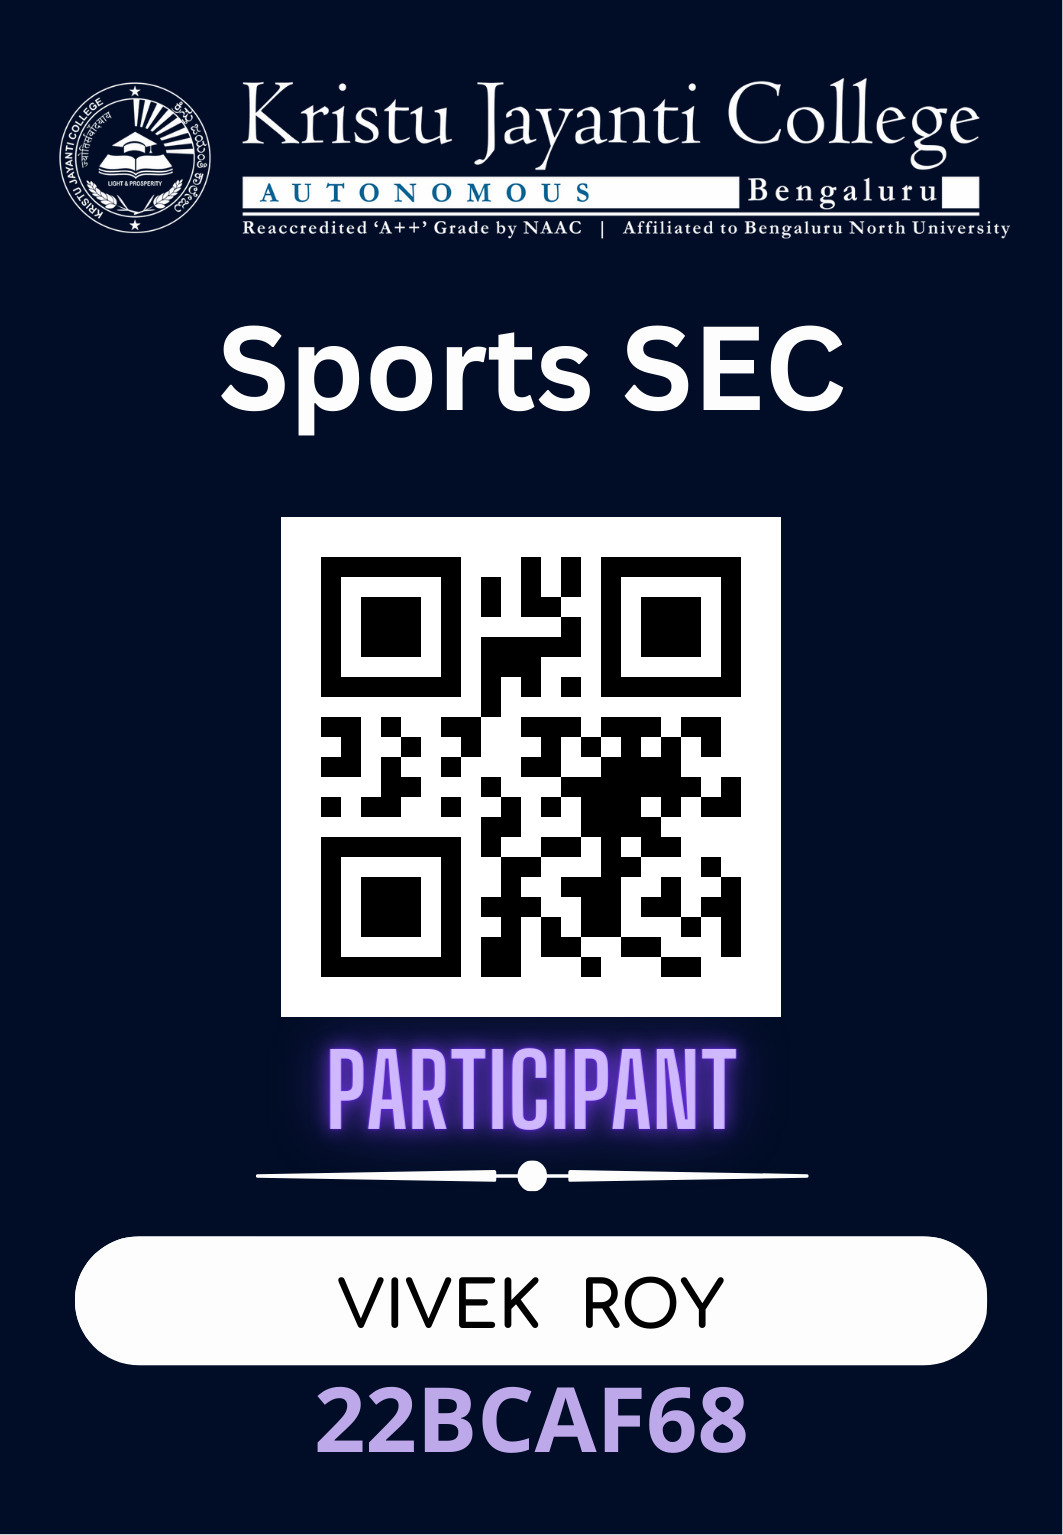 KRISTU JAYANTI COLLEGE
ಕ್ರಿಸ್ತು ಜಯಂತಿ ಕಾಲೇಜು
LIGHT & PROSPERITY
Kristu Jayanti College
AUTONOMOUS Bengaluru
Reaccredited ‘A++’ Grade by NAAC | Affiliated to Bengaluru North University
Sports SEC
PARTICIPANT
VIVEK ROY
22BCAF68